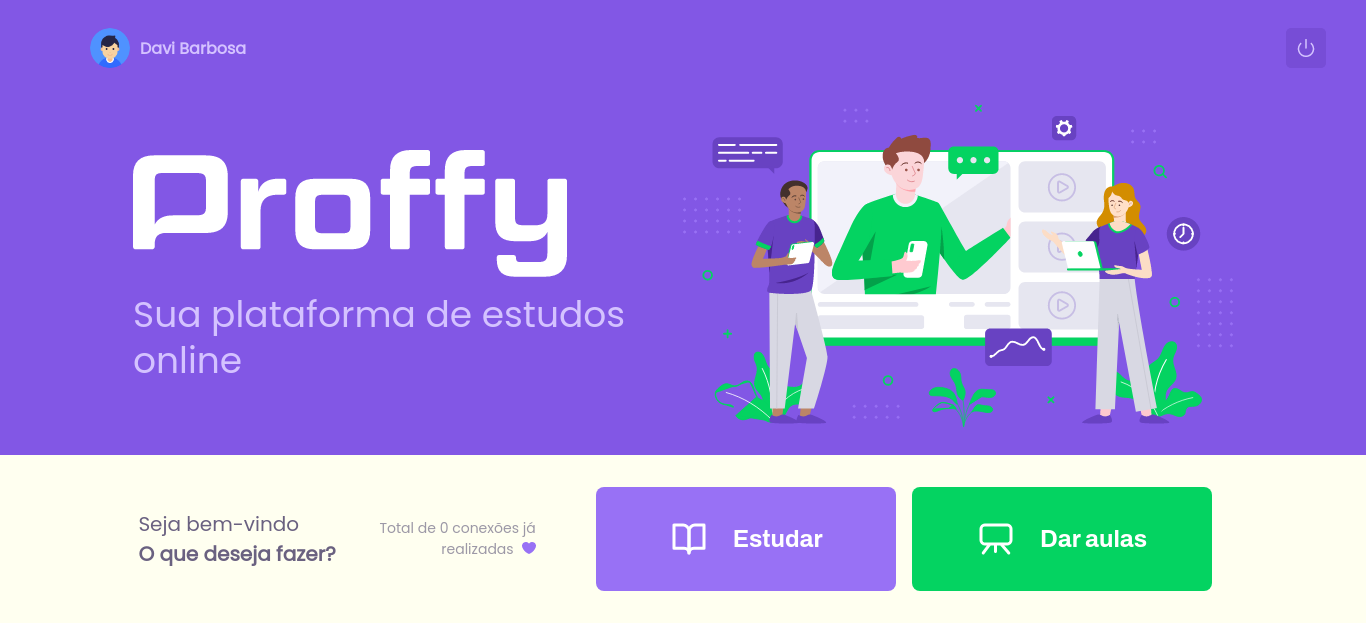 Davi Barbosa
Proffy
Sua plataforma de estudos
online
Seja bem-vindo
O que deseja fazer?
Total de 0 conexões já
realizadas
Estudar
Dar aulas